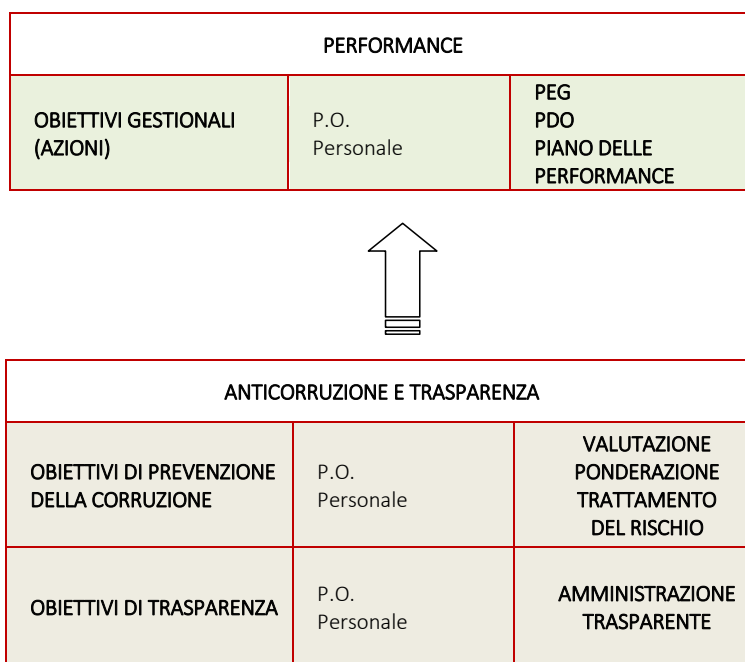 PERFORMANCE
OBIETTIVI GESTIONALI
(AZIONI)
P.O.
Personale
PEG
PDO
PIANO DELLE
PERFORMANCE
ANTICORRUZIONE E TRASPARENZA
OBIETTIVI DI PREVENZIONE
DELLA CORRUZIONE
P.O.
Personale
VALUTAZIONE
PONDERAZIONE
TRATTAMENTO
DEL RISCHIO
OBIETTIVI DI TRASPARENZA
P.O.
Personale
AMMINISTRAZIONE
TRASPARENTE